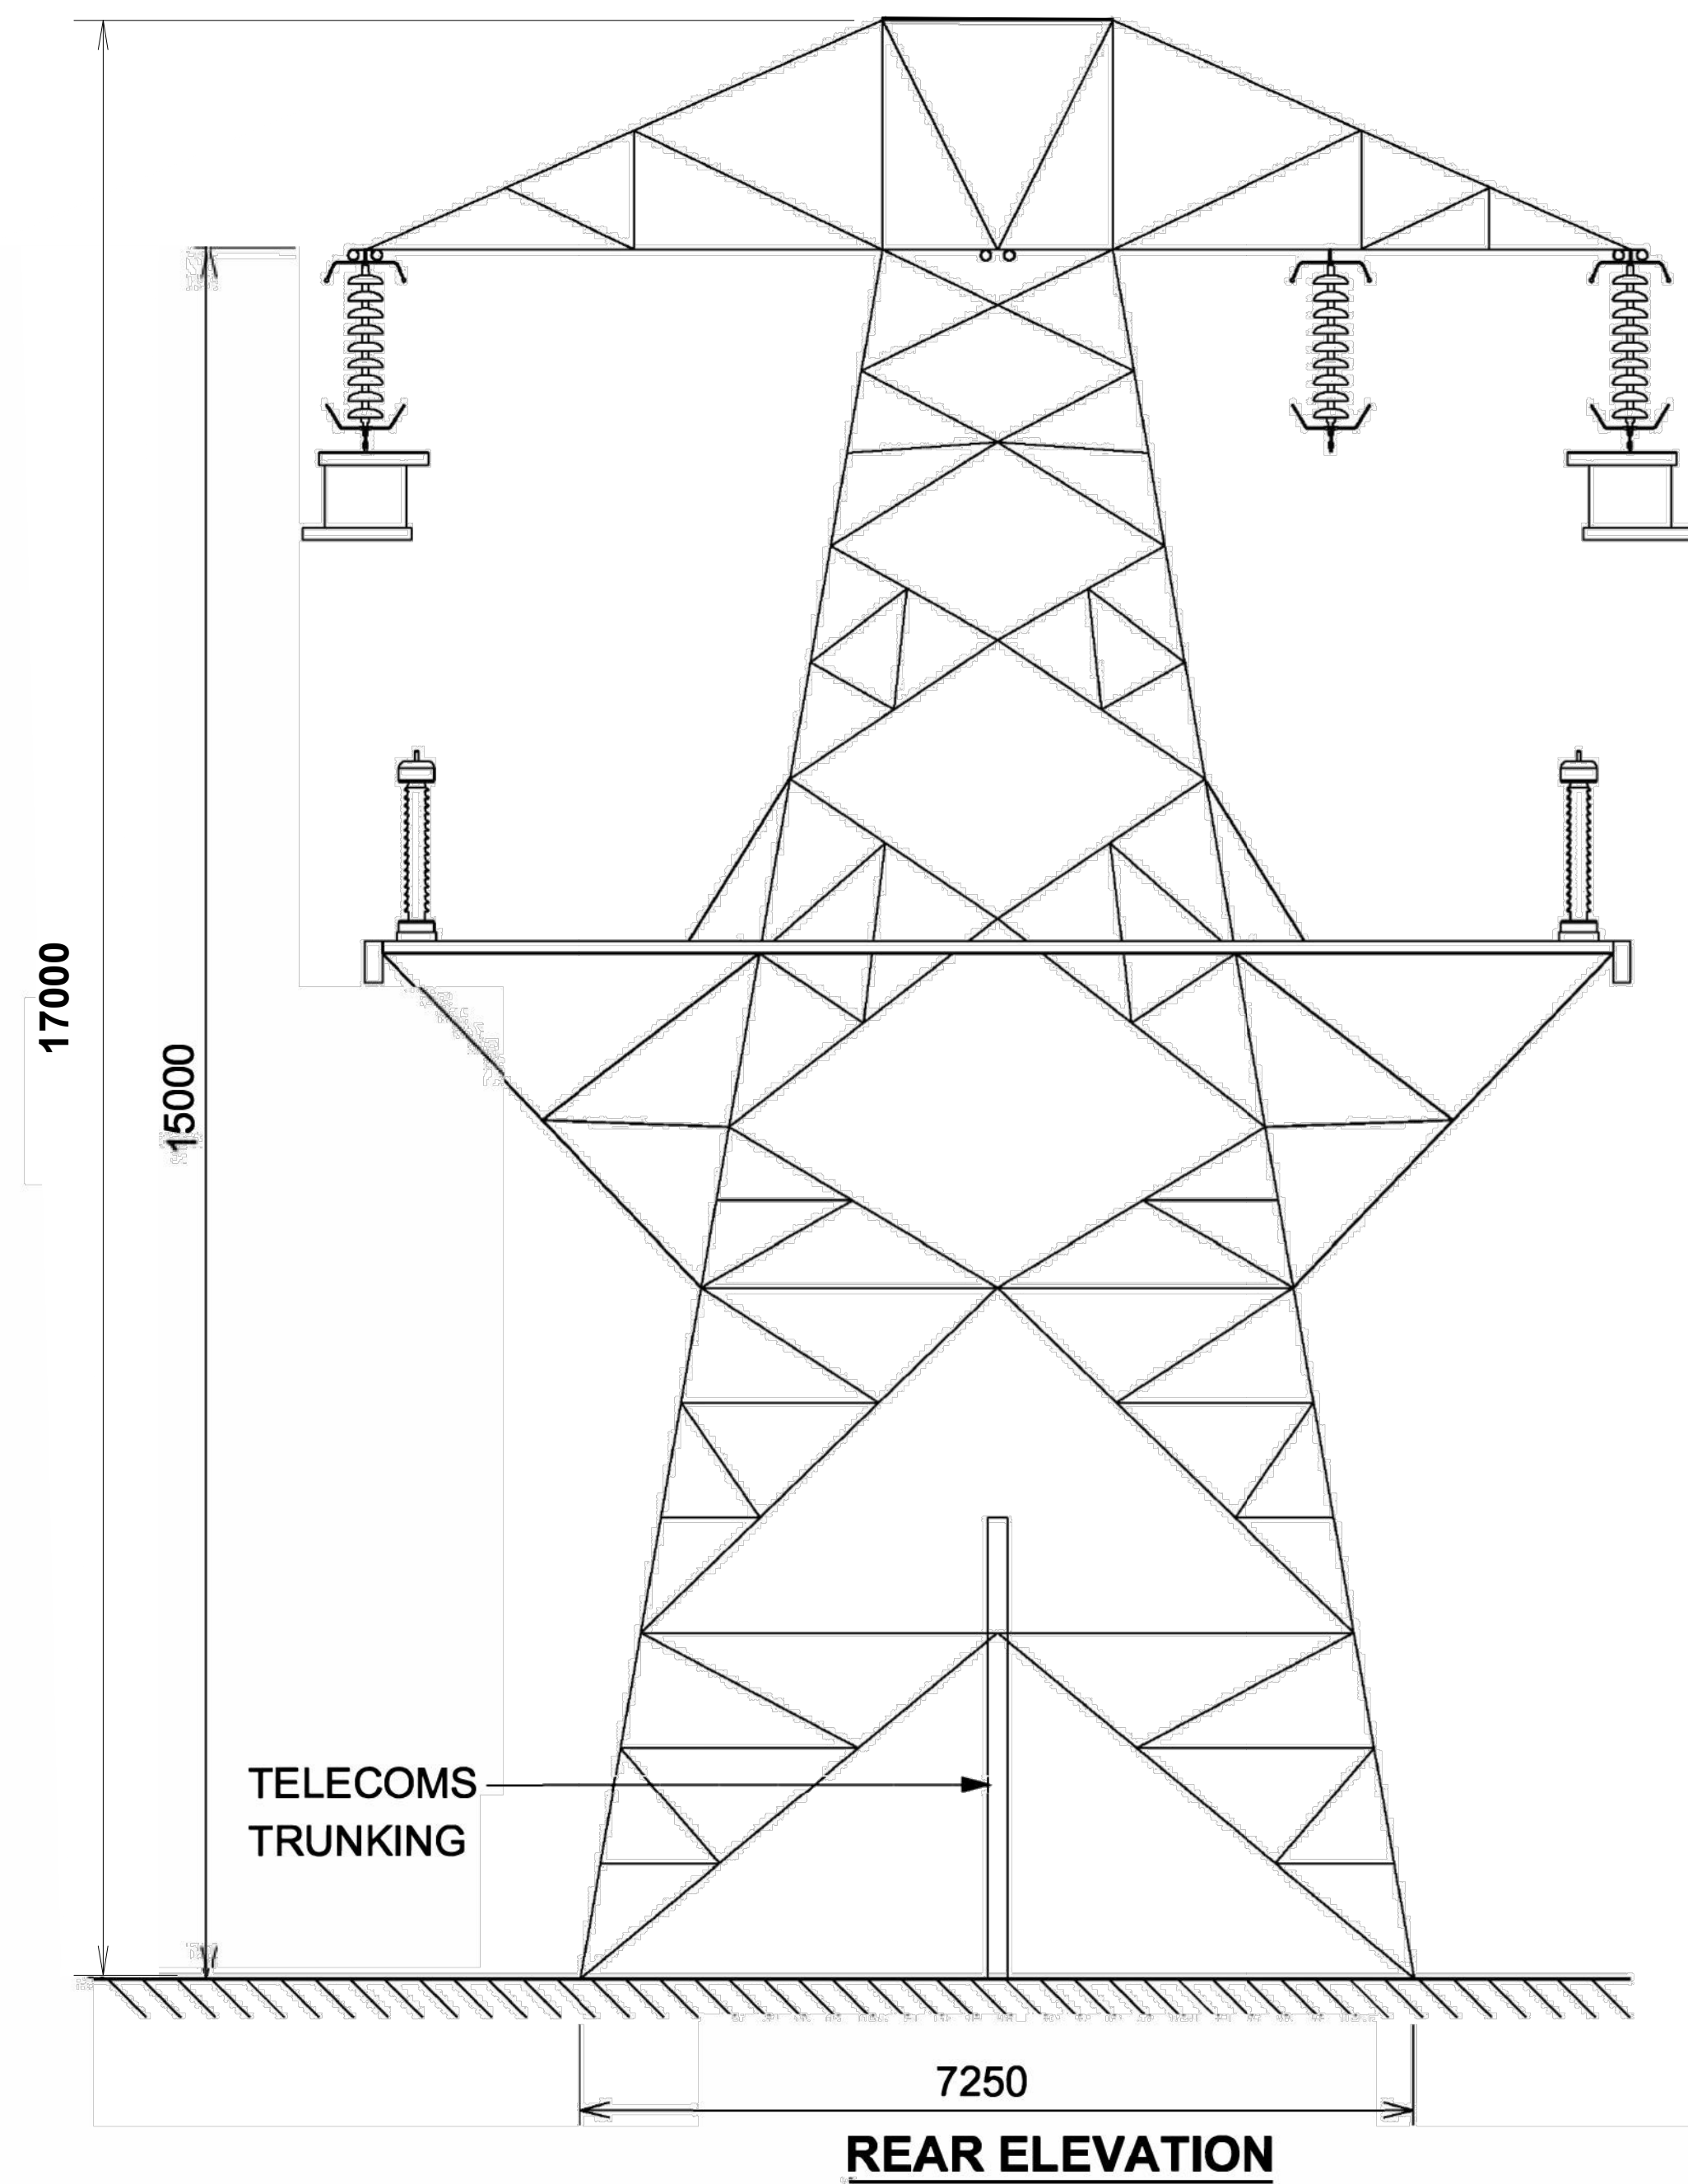 17000
15000
TELECOMS
TRUNKING
7250
REAR ELEVATION